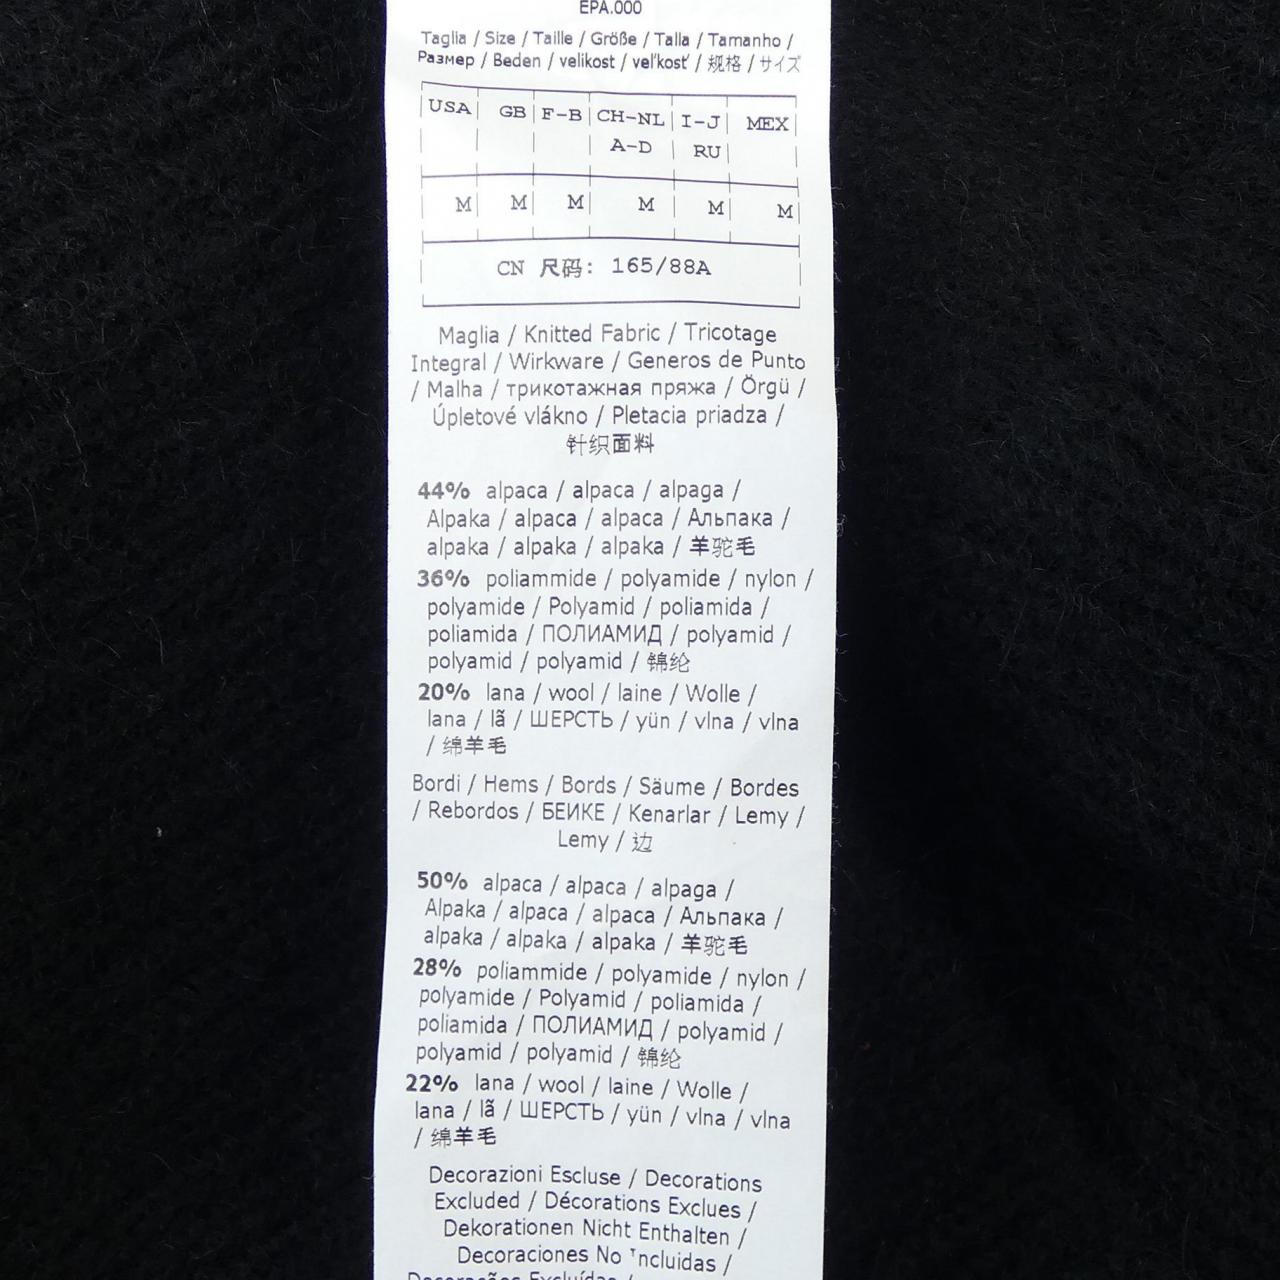 EPA.000
Taglia / Size / Taille / Größe / Talla / Tamanho /
Размер / Beden / velikost / veľkosť / 规格 / サイズ
USA GB F-B CH-NL I-J MEX
A-D RU
M M M M M M
CN 尺码: 165/88A
Maglia / Knitted Fabric / Tricotage
Integral / Wirkware / Generos de Punto
/ Malha / трикотажная пряжа / Örgü /
Úpletové vlákno / Pletacia priadza /
针织面料
44% alpaca / alpaca / alpaga /
Alpaka / alpaca / alpaca / Альпака /
alpaka / alpaka / alpaka / 羊驼毛
36% poliammide / polyamide / nylon /
polyamide / Polyamid / poliamida /
poliamida / ПОЛИАМИД / polyamid /
polyamid / polyamid / 锦纶
20% lana / wool / laine / Wolle /
lana / lã / ШЕРСТЬ / yün / vlna / vlna
/ 绵羊毛
Bordi / Hems / Bords / Säume / Bordes
/ Rebordos / БЕИКЕ / Kenarlar / Lemy /
Lemy / 边
50% alpaca / alpaca / alpaga /
Alpaka / alpaca / alpaca / Альпака /
alpaka / alpaka / alpaka / 羊驼毛
28% poliammide / polyamide / nylon /
polyamide / Polyamid / poliamida /
poliamida / ПОЛИАМИД / polyamid /
polyamid / polyamid / 锦纶
22% lana / wool / laine / Wolle /
lana / lã / ШЕРСТЬ / yün / vlna / vlna
/ 绵羊毛
Decorazioni Escluse / Decorations
Excluded / Décorations Exclues /
Dekorationen Nicht Enthalten /
Decoraciones No Incluidas /
Decorações Excluídas /